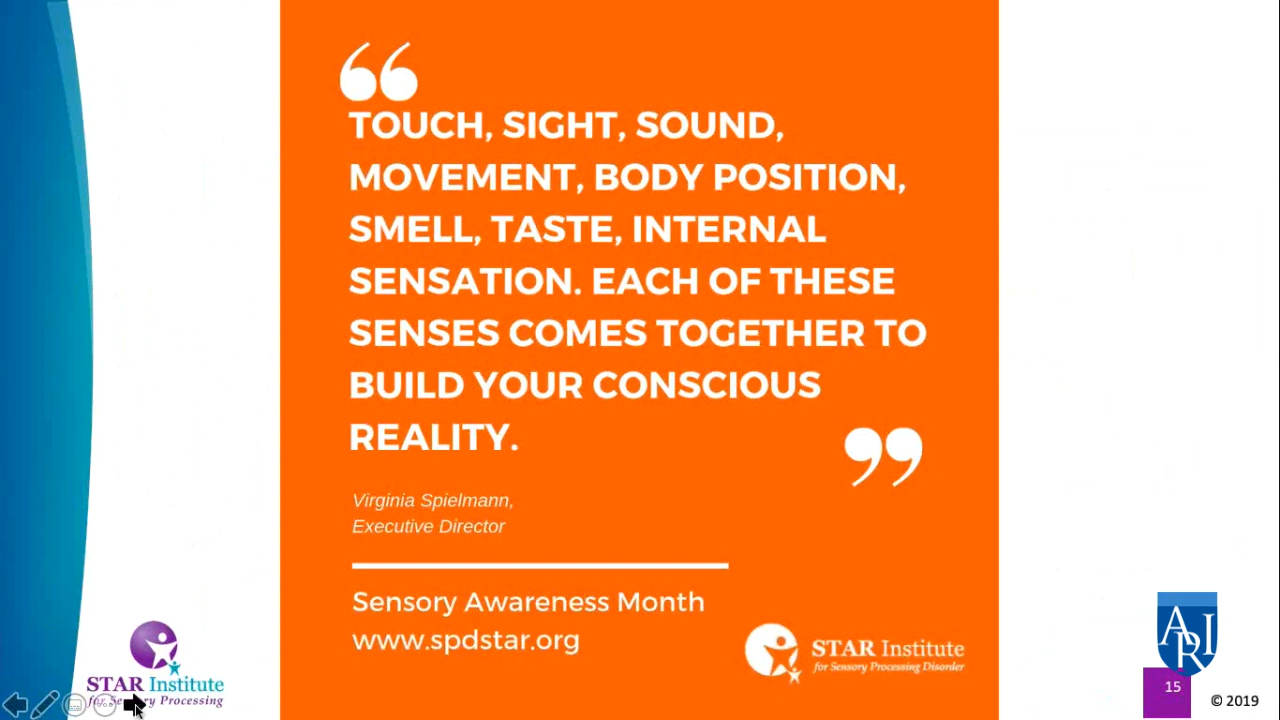 TOUCH, SIGHT, SOUND,
MOVEMENT, BODY POSITION,
SMELL, TASTE, INTERNAL
SENSATION. EACH OF THESE
SENSES COMES TOGETHER TO
BUILD YOUR CONSCIOUS
REALITY.
Virginia Spielmann,
Executive Director
Sensory Awareness Month
www.spdstar.org
STAR Institute
for Sensory Processing Disorder
STAR Institute
for Sensory Processing
ARI
15
© 2019